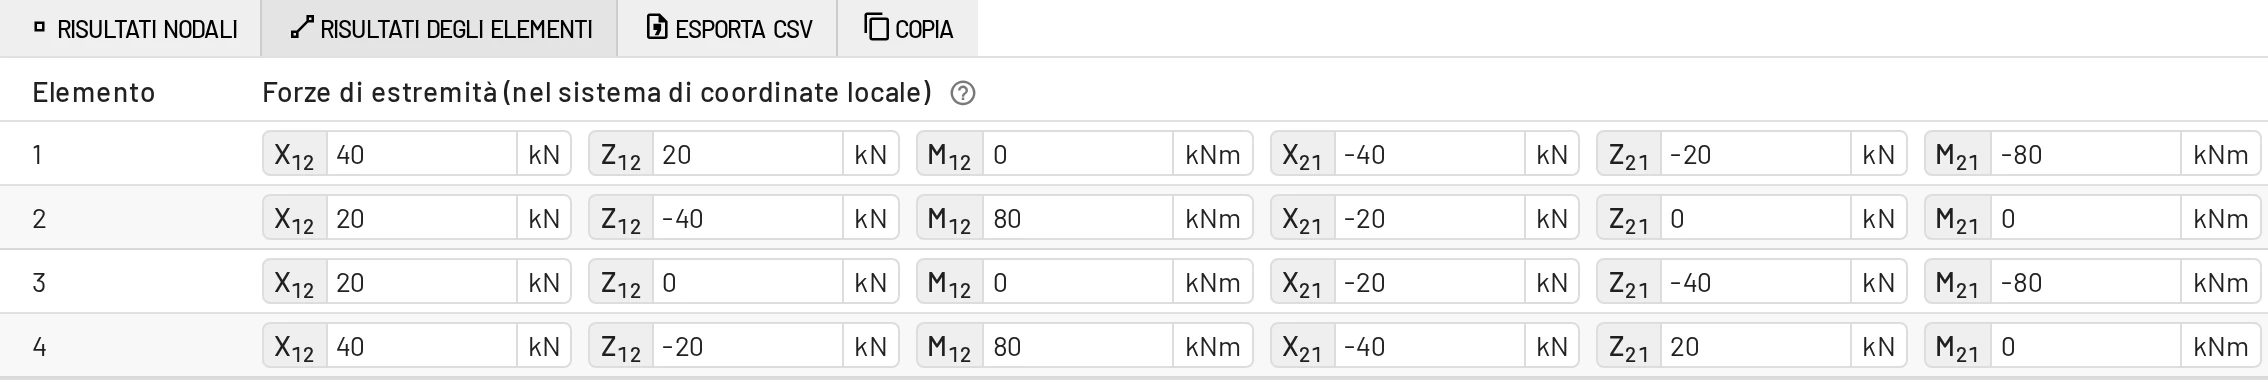 RISULTATI NODALI RISULTATI DEGLI ELEMENTI ESPORTA CSV COPIA
Elemento Forze di estremità (nel sistema di coordinate locale) ?
1 X12 40 kN Z12 20 kN M12 0 kNm X21 -40 kN Z21 -20 kN M21 -80 kNm
2 X12 20 kN Z12 -40 kN M12 80 kNm X21 -20 kN Z21 0 kN M21 0 kNm
3 X12 20 kN Z12 0 kN M12 0 kNm X21 -20 kN Z21 -40 kN M21 -80 kNm
4 X12 40 kN Z12 -20 kN M12 80 kNm X21 -40 kN Z21 20 kN M21 0 kNm